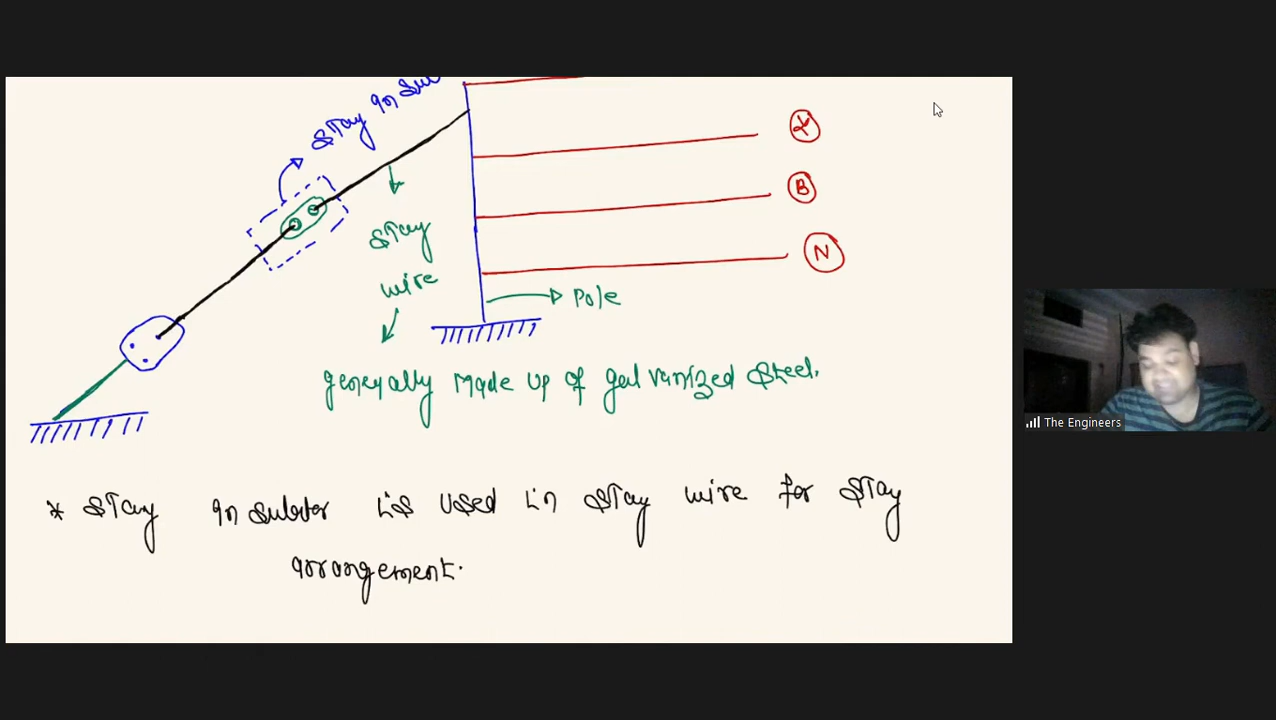 Stay Insu
Y
B
Stay
wire
N
Pole
generally Made up of galvanized Steel.
The Engineers
* Stay Insulator is used in Stay wire for Stay
arrangement.